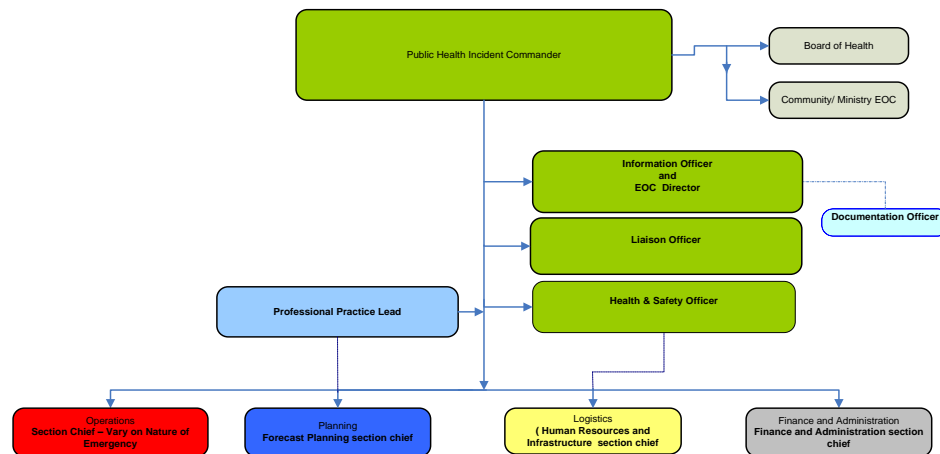 Public Health Incident Commander
Board of Health
Community/ Ministry EOC
Information Officer
and
EOC Director
Documentation Officer
Liaison Officer
Professional Practice Lead
Health & Safety Officer
Operations
Section Chief – Vary on Nature of
Emergency
Planning
Forecast Planning section chief
Logistics
( Human Resources and
Infrastructure section chief
Finance and Administration
Finance and Administration section
chief